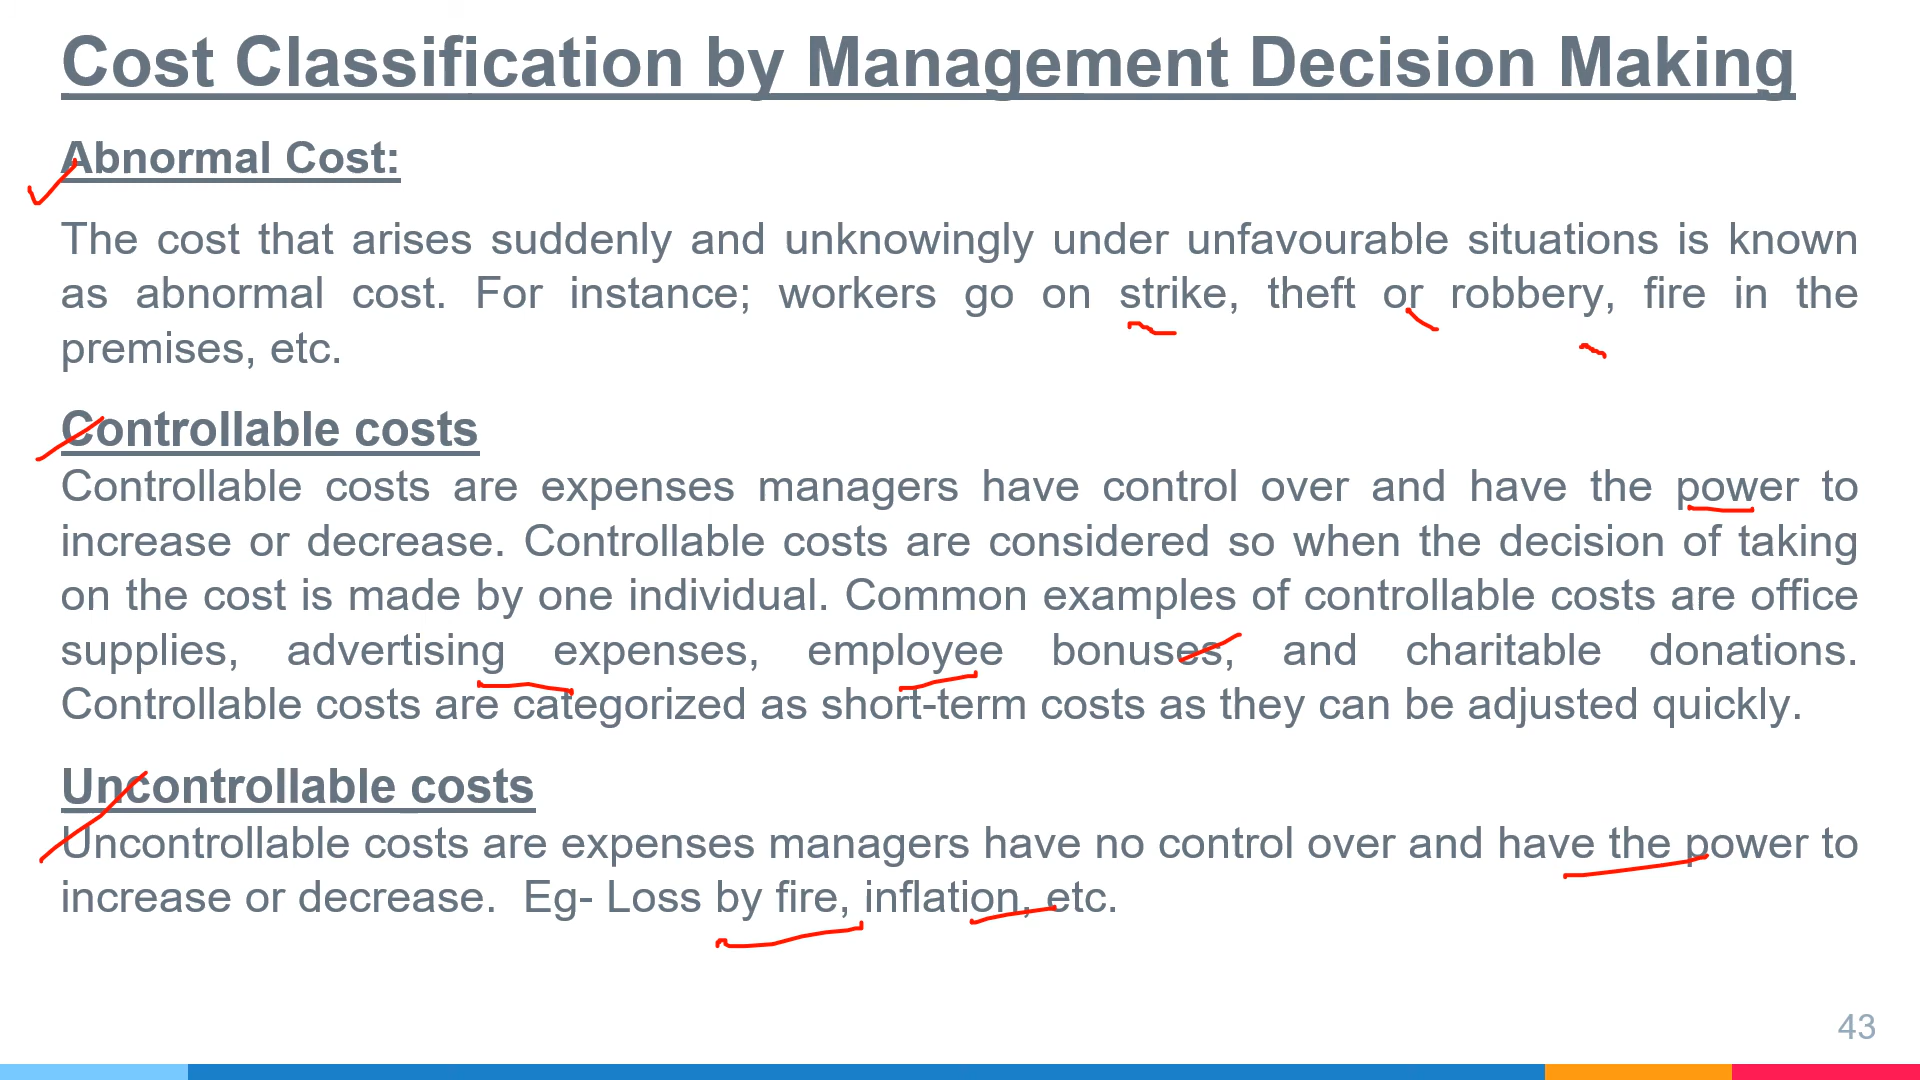 Cost Classification by Management Decision Making
Abnormal Cost:
The cost that arises suddenly and unknowingly under unfavourable situations is known
as abnormal cost. For instance; workers go on strike, theft or robbery, fire in the
premises, etc.
Controllable costs
Controllable costs are expenses managers have control over and have the power to
increase or decrease. Controllable costs are considered so when the decision of taking
on the cost is made by one individual. Common examples of controllable costs are office
supplies, advertising expenses, employee bonuses, and charitable donations.
Controllable costs are categorized as short-term costs as they can be adjusted quickly.
Uncontrollable costs
Uncontrollable costs are expenses managers have no control over and have the power to
increase or decrease. Eg- Loss by fire, inflation, etc.
43